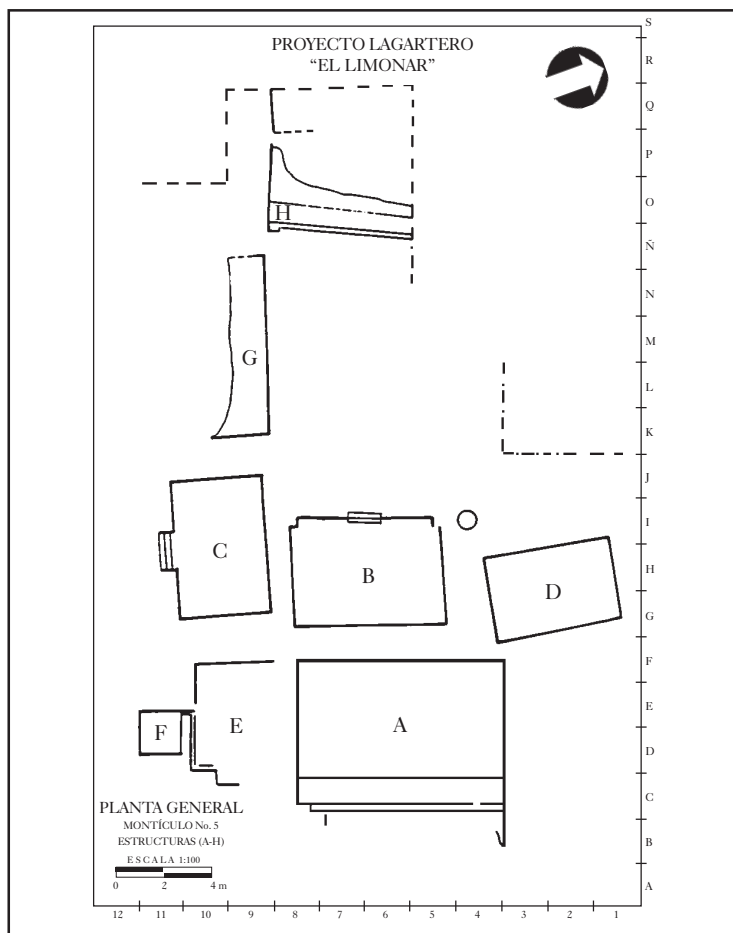 PROYECTO LAGARTERO
“EL LIMONAR”
S
R
Q
P
O
H
Ñ
N
M
G
L
K
J
C
I
B
D
H
G
F
F
E
A
E
D
C
PLANTA GENERAL
MONTÍCULO No. 5
ESTRUCTURAS (A-H)
B
ESCALA 1:100
0 2 4 m
A
12 11 10 9 8 7 6 5 4 3 2 1